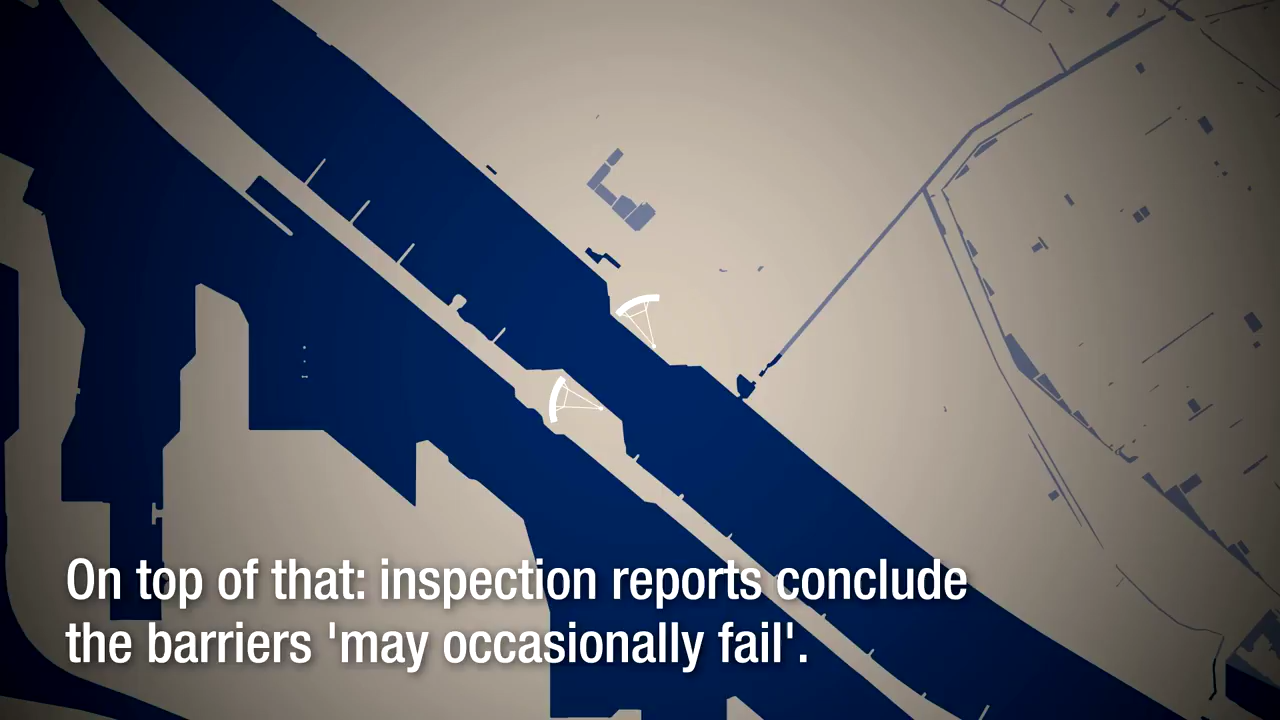 On top of that: inspection reports conclude
the barriers 'may occasionally fail'.